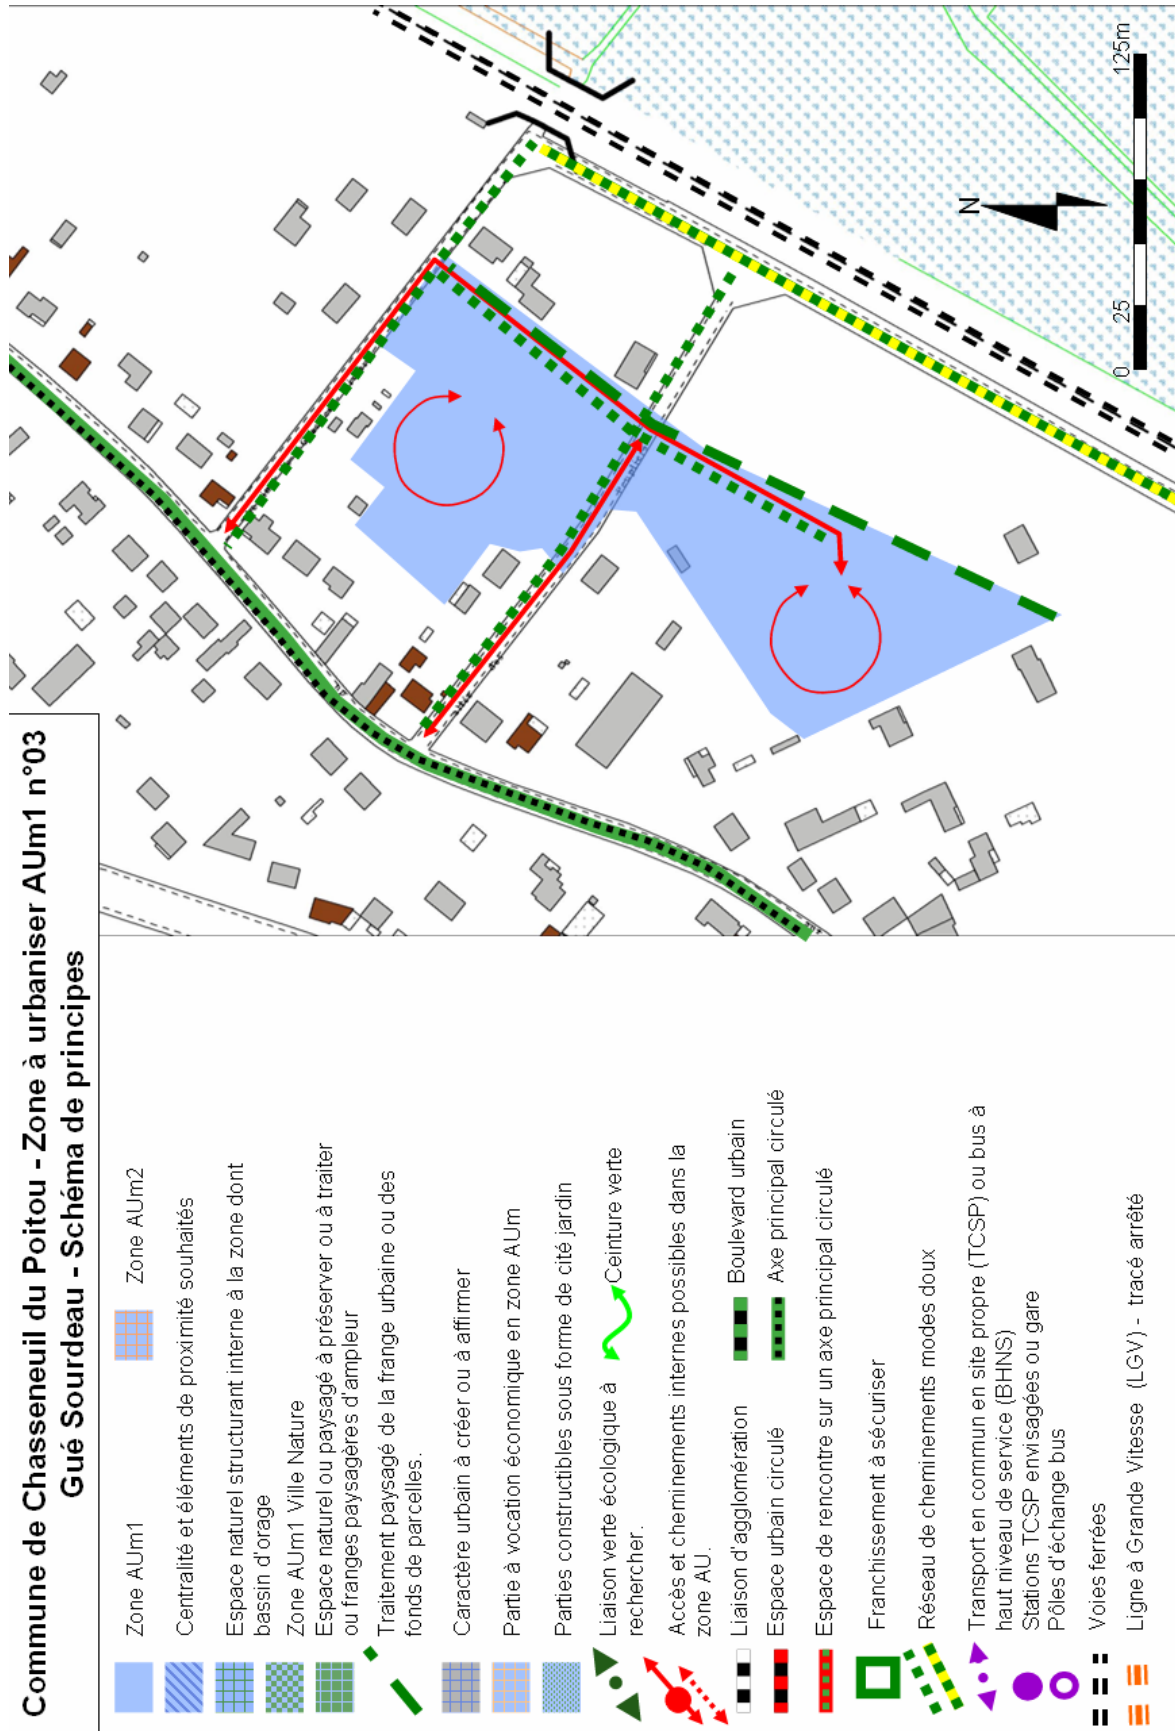 Commune de Chasseneuil du Poitou - Zone à urbaniser AUm1 n°03
Gué Sourdeau - Schéma de principes
Zone AUm1
Zone AUm2
Centralité et éléments de proximité souhaités
Espace naturel structurant interne à la zone dont
bassin d'orage
Zone AUm1 Ville Nature
Espace naturel ou paysagé à préserver ou à traiter
ou franges paysagères d'ampleur
Traitement paysagé de la frange urbaine ou des
fonds de parcelles.
Caractère urbain à créer ou à affirmer
Partie à vocation économique en zone AUm
Parties constructibles sous forme de cité jardin
Liaison verte écologique à
rechercher.
Ceinture verte
Accès et cheminements internes possibles dans la
zone AU.
Liaison d'agglomération
Boulevard urbain
Espace urbain circulé
Axe principal circulé
Espace de rencontre sur un axe principal circulé
Franchissement à sécuriser
Réseau de cheminements modes doux
Transport en commun en site propre (TCSP) ou bus à
haut niveau de service (BHNS)
Stations TCSP envisagées ou gare
Pôles d'échange bus
Voies ferrées
Ligne à Grande Vitesse (LGV) - tracé arrêté
N
0 25 125m